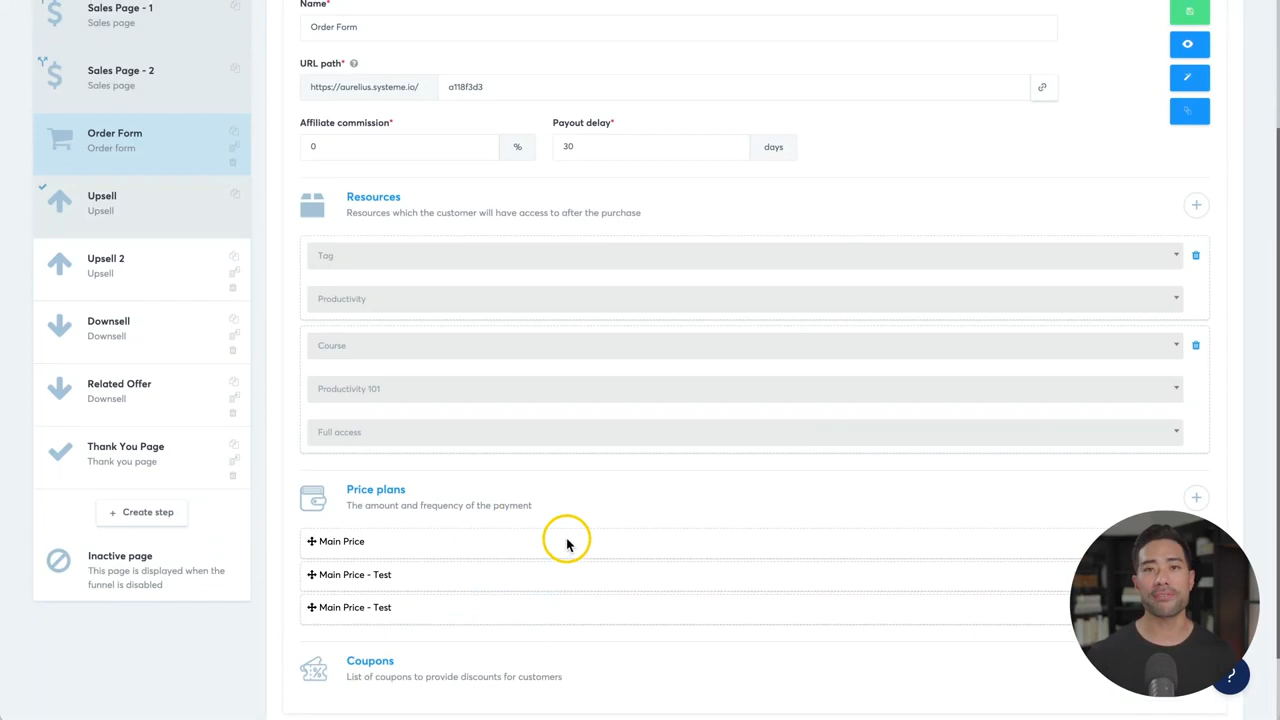 Sales Page - 1
Sales page
Sales Page - 2
Sales page
Order Form
Order form
Upsell
Upsell
Upsell 2
Upsell
Downsell
Downsell
Related Offer
Downsell
Thank You Page
Thank you page
+ Create step
Inactive page
This page is displayed when the
funnel is disabled
Name*
Order Form
URL path* ?
https://aurelius.systeme.io/ a118f3d3
Affiliate commission* Payout delay*
0 % 30 days
Resources
Resources which the customer will have access to after the purchase
Tag
Productivity
Course
Productivity 101
Full access
Price plans
The amount and frequency of the payment
Main Price
Main Price - Test
Main Price - Test
Coupons
List of coupons to provide discounts for customers
?